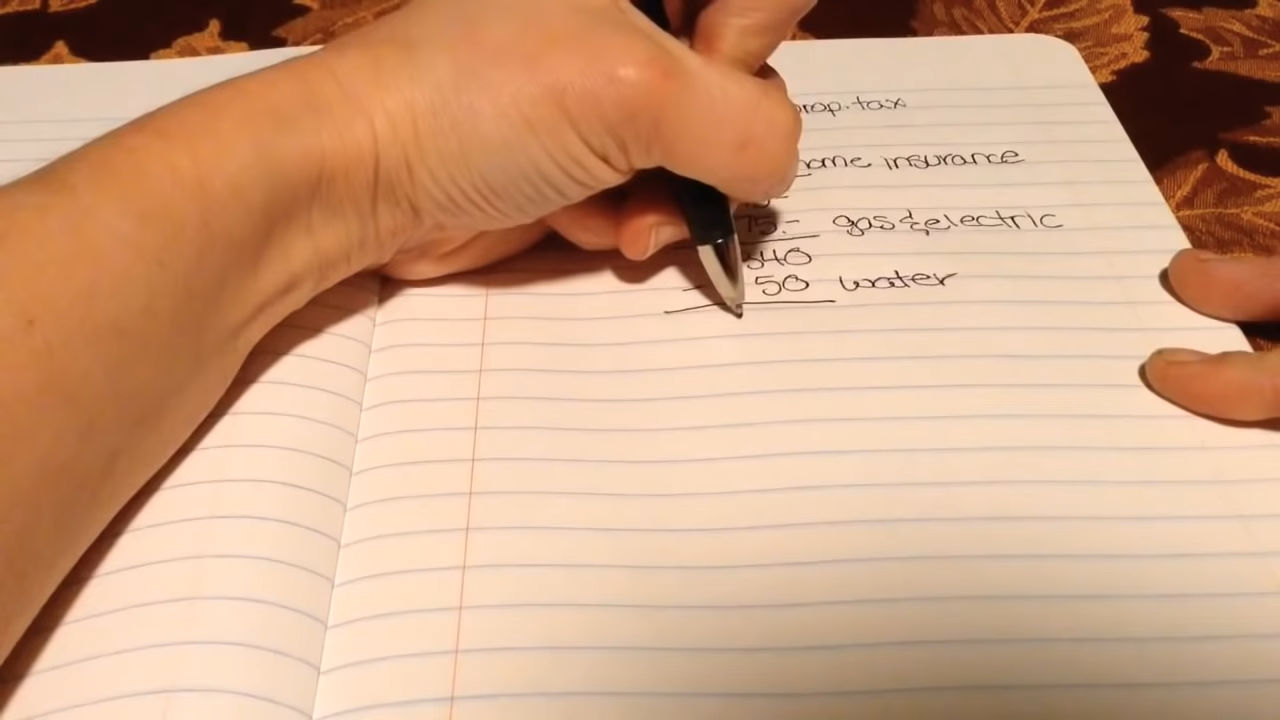 prop.tax
home insurance
75.- gas & electric
340
- 50 water